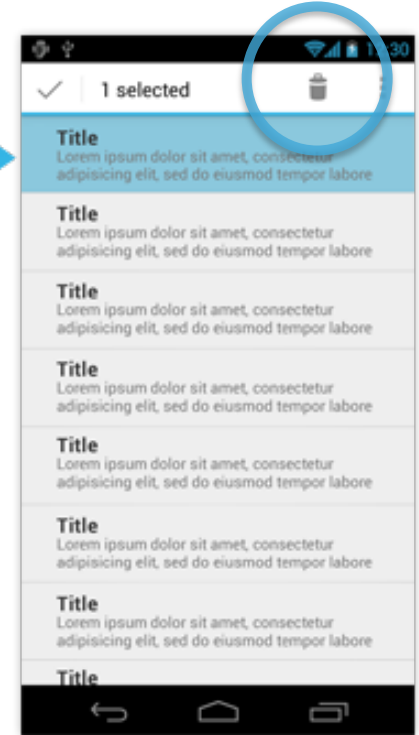 1 selected
Title
Lorem ipsum dolor sit amet, consectetur
adipisicing elit, sed do eiusmod tempor labore
Title
Lorem ipsum dolor sit amet, consectetur
adipisicing elit, sed do eiusmod tempor labore
Title
Lorem ipsum dolor sit amet, consectetur
adipisicing elit, sed do eiusmod tempor labore
Title
Lorem ipsum dolor sit amet, consectetur
adipisicing elit, sed do eiusmod tempor labore
Title
Lorem ipsum dolor sit amet, consectetur
adipisicing elit, sed do eiusmod tempor labore
Title
Lorem ipsum dolor sit amet, consectetur
adipisicing elit, sed do eiusmod tempor labore
Title
Lorem ipsum dolor sit amet, consectetur
adipisicing elit, sed do eiusmod tempor labore
Title